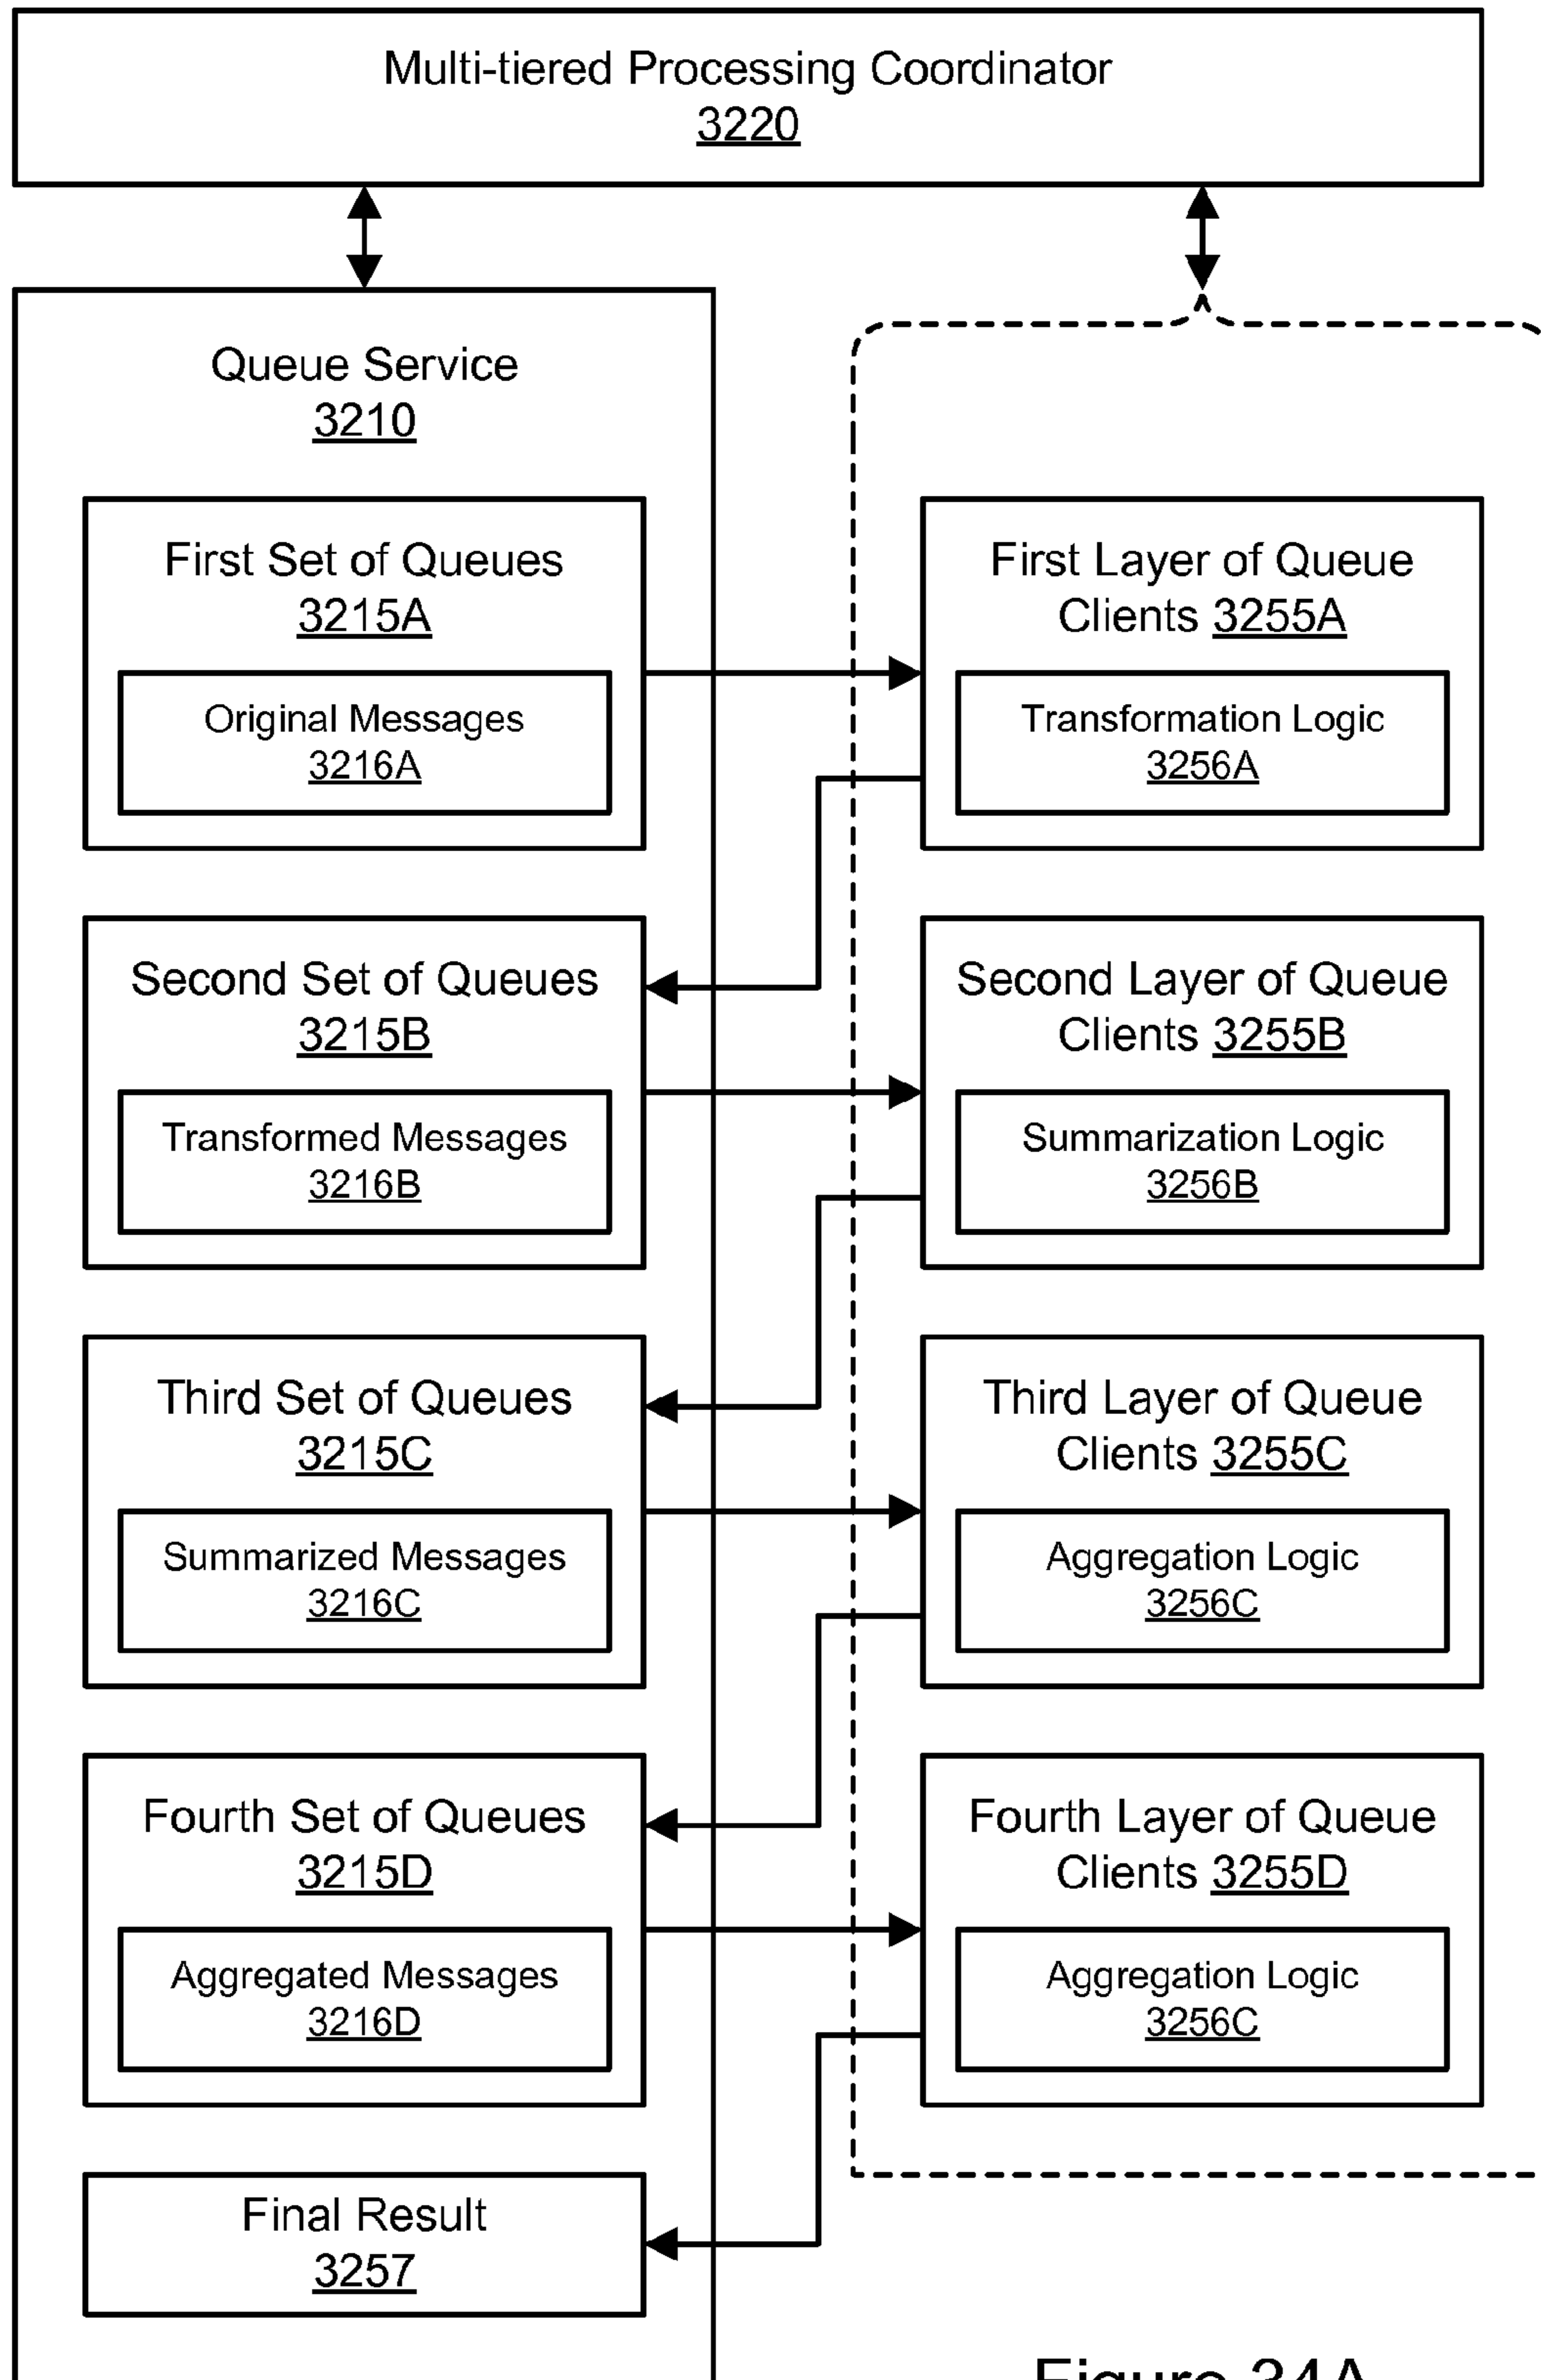 Multi-tiered Processing Coordinator
3220
Queue Service
3210
First Set of Queues
3215A
Original Messages
3216A
First Layer of Queue
Clients 3255A
Transformation Logic
3256A
Second Set of Queues
3215B
Transformed Messages
3216B
Second Layer of Queue
Clients 3255B
Summarization Logic
3256B
Third Set of Queues
3215C
Summarized Messages
3216C
Third Layer of Queue
Clients 3255C
Aggregation Logic
3256C
Fourth Set of Queues
3215D
Aggregated Messages
3216D
Fourth Layer of Queue
Clients 3255D
Aggregation Logic
3256C
Final Result
3257
Figure 34A